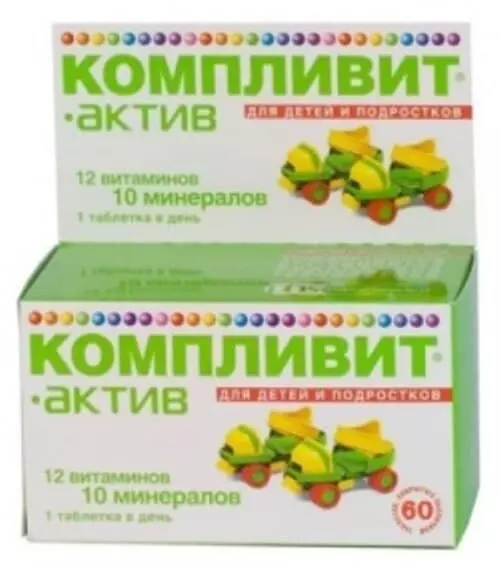 КОМПЛИВИТ®
·АКТИВ
ДЛЯ ДЕТЕЙ И ПОДРОСТКОВ
12 витаминов
10 минералов
1 таблетка в день
КОМПЛИВИТ®
·АКТИВ
ДЛЯ ДЕТЕЙ И ПОДРОСТКОВ
12 витаминов
10 минералов
1 таблетка в день
60